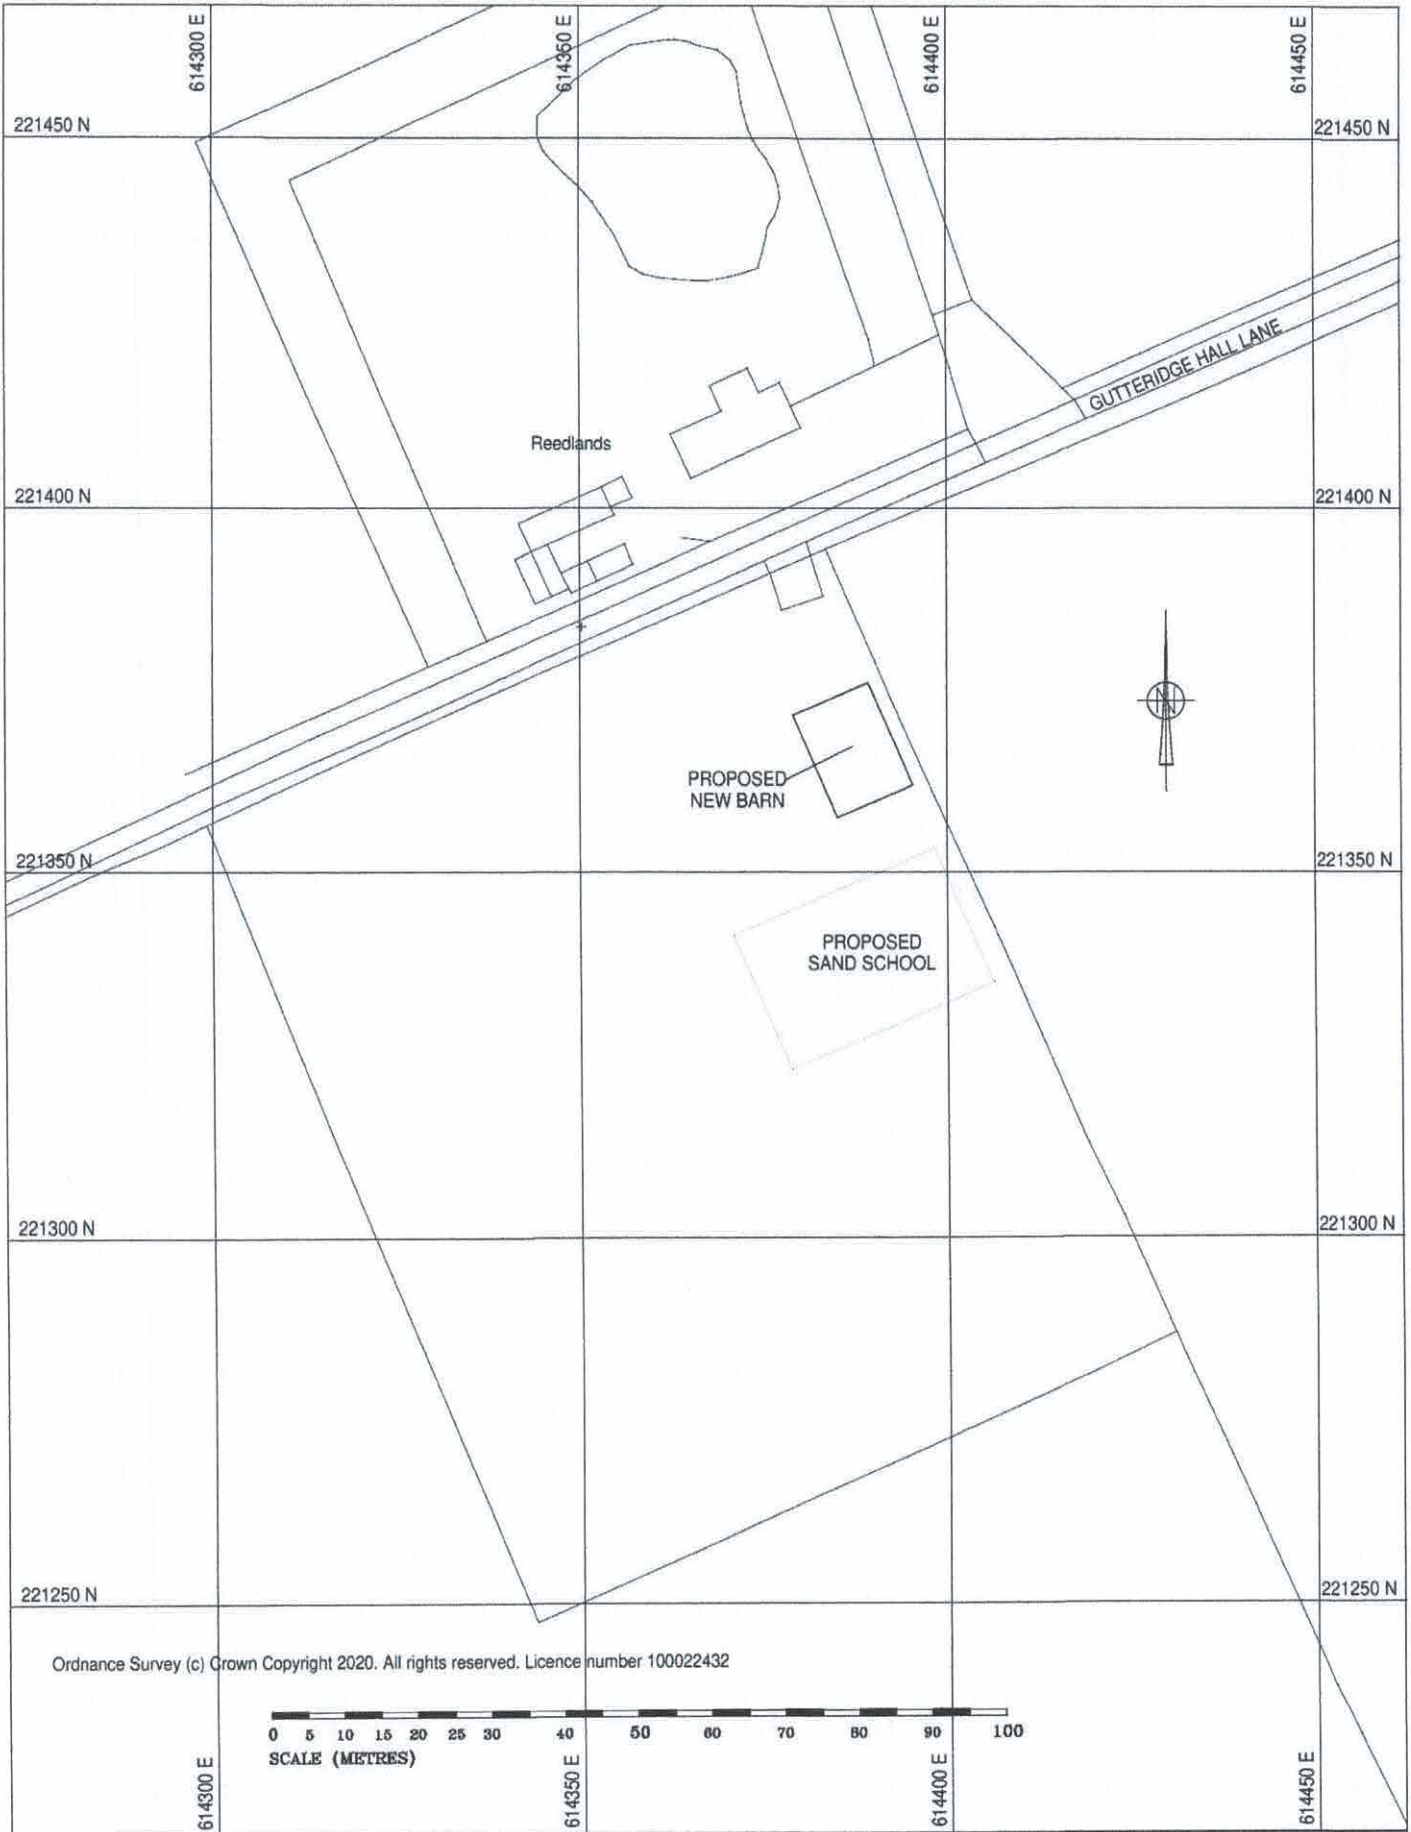 614300 E
614350 E
614400 E
614450 E
221450 N
221450 N
GUTTERIDGE HALL LANE
Reedlands
221400 N
221400 N
N
PROPOSED
NEW BARN
221350 N
221350 N
PROPOSED
SAND SCHOOL
221300 N
221300 N
221250 N
221250 N
Ordnance Survey (c) Crown Copyright 2020. All rights reserved. Licence number 100022432
0 5 10 15 20 25 30 40 50 60 70 80 90 100
SCALE (METRES)
614300 E
614350 E
614400 E
614450 E